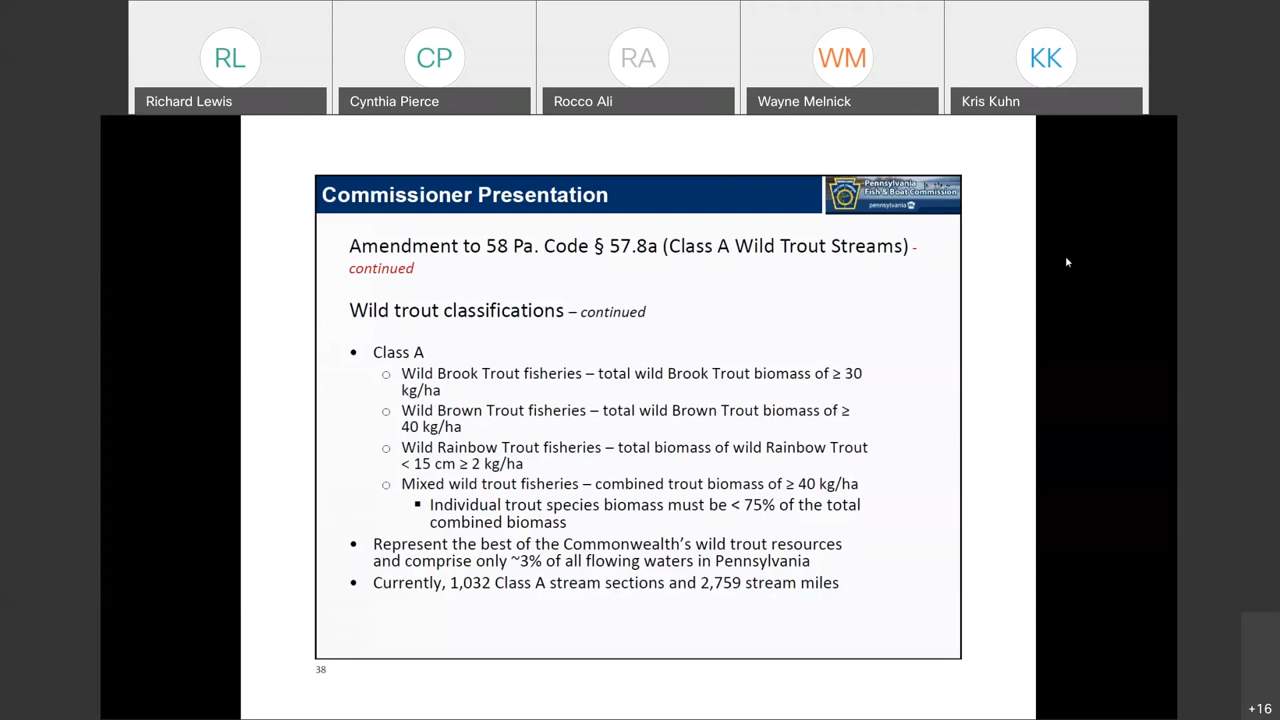 RL
CP
RA
WM
KK
Richard Lewis
Cynthia Pierce
Rocco Ali
Wayne Melnick
Kris Kuhn
Commissioner Presentation
Pennsylvania
Fish & Boat Commission
pennsylvania
Amendment to 58 Pa. Code § 57.8a (Class A Wild Trout Streams) -
continued
Wild trout classifications – continued
• Class A
○ Wild Brook Trout fisheries – total wild Brook Trout biomass of ≥ 30
kg/ha
○ Wild Brown Trout fisheries – total wild Brown Trout biomass of ≥
40 kg/ha
○ Wild Rainbow Trout fisheries – total biomass of wild Rainbow Trout
< 15 cm ≥ 2 kg/ha
○ Mixed wild trout fisheries – combined trout biomass of ≥ 40 kg/ha
▪ Individual trout species biomass must be < 75% of the total
combined biomass
• Represent the best of the Commonwealth’s wild trout resources
and comprise only ~3% of all flowing waters in Pennsylvania
• Currently, 1,032 Class A stream sections and 2,759 stream miles
38
+16